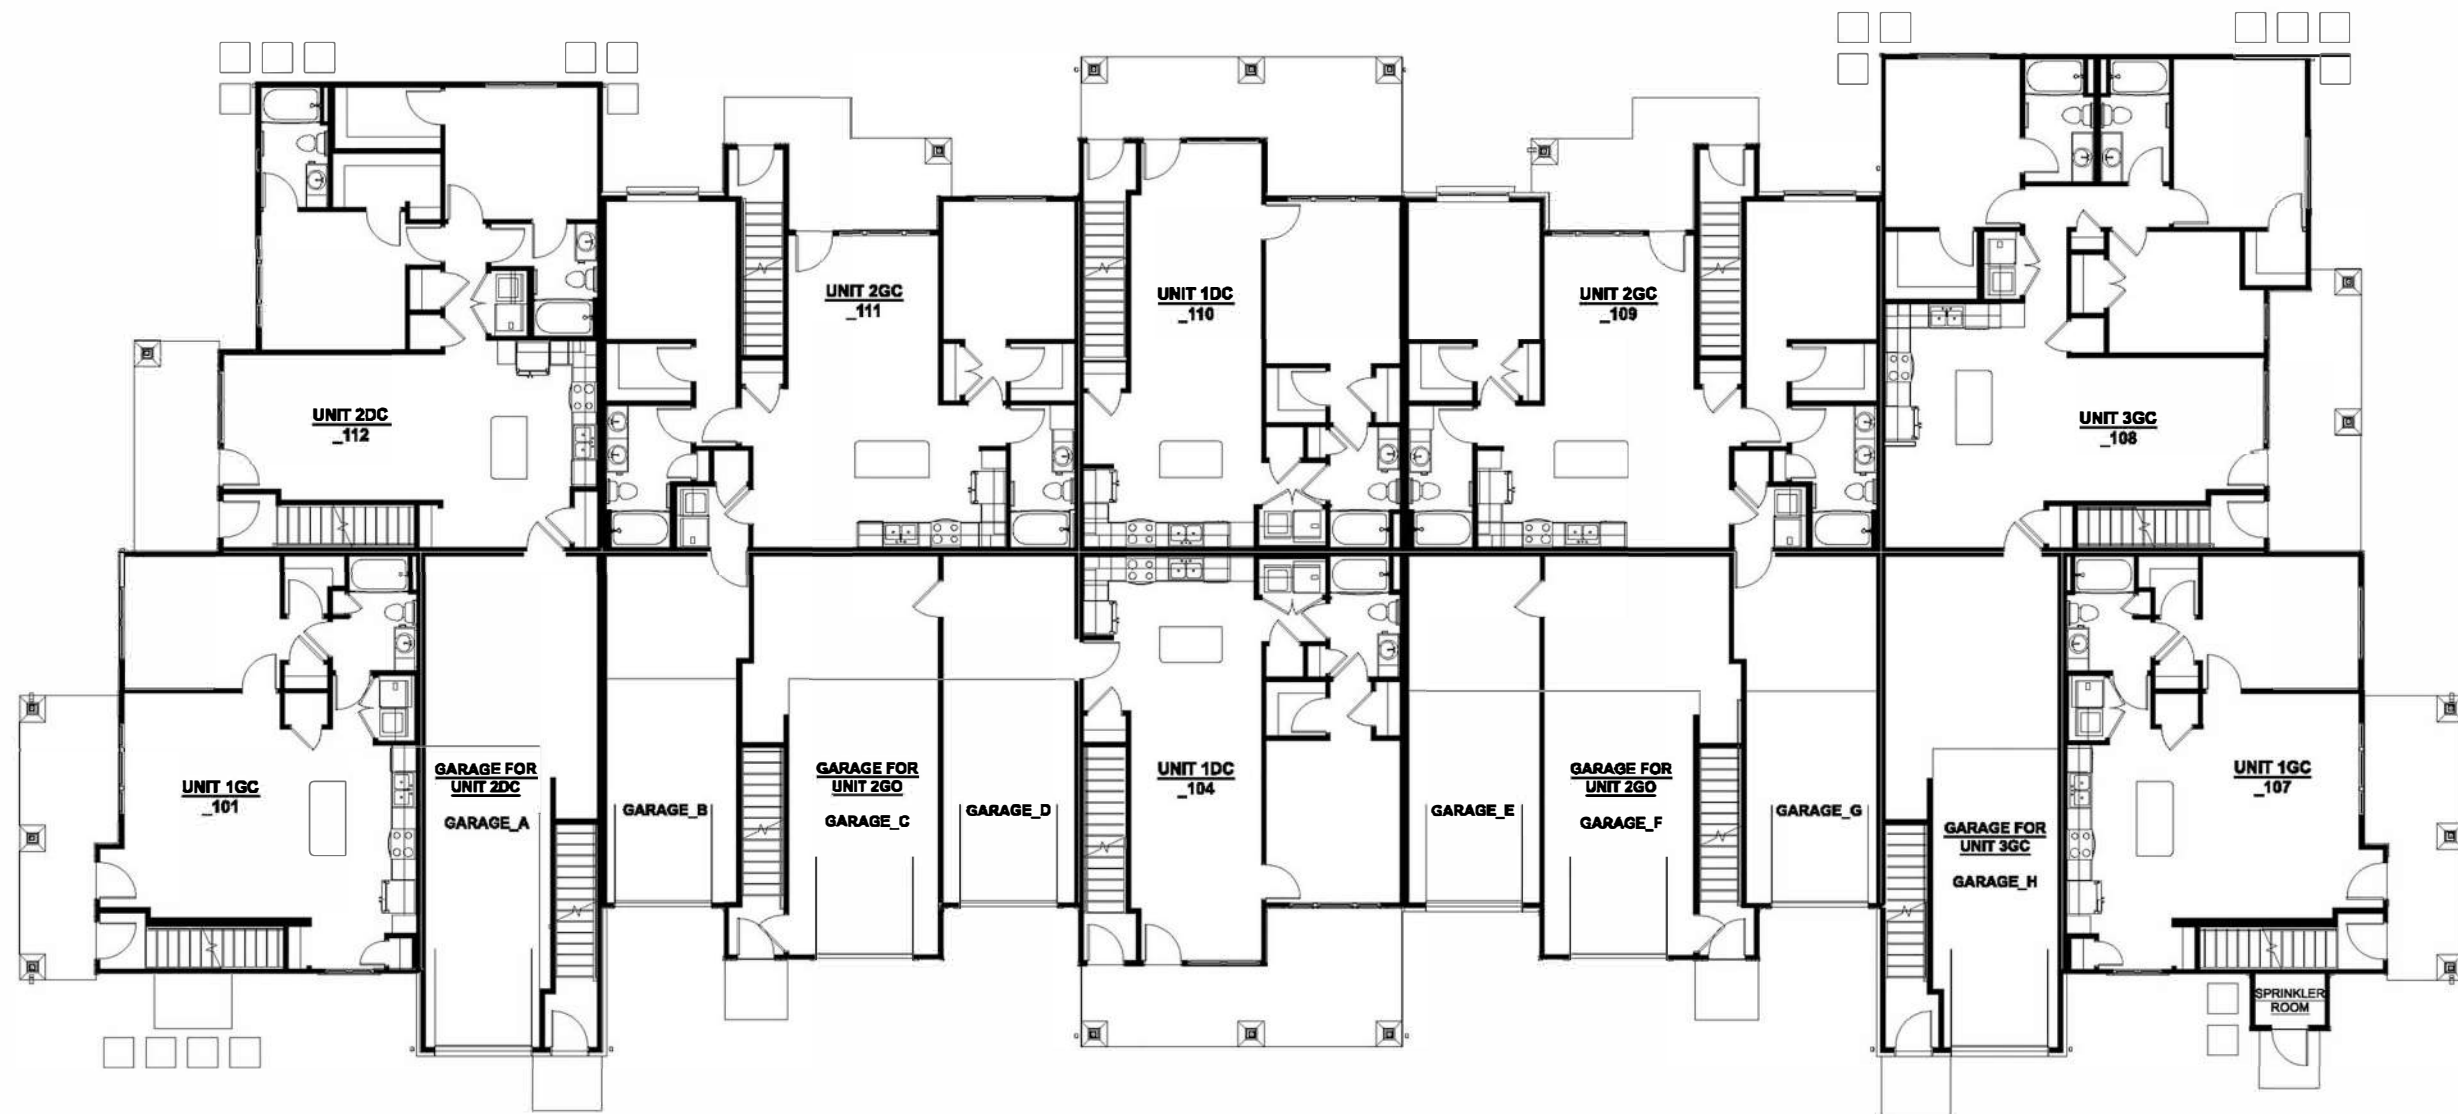 UNIT 2GC
_111
UNIT 1DC
_110
UNIT 2GC
_109
UNIT 2DC
_112
UNIT 3GC
_108
UNIT 1GC
_101
GARAGE FOR
UNIT 2DC
GARAGE_A
GARAGE_B
GARAGE FOR
UNIT 2GO
GARAGE_C
GARAGE_D
UNIT 1DC
_104
GARAGE_E
GARAGE FOR
UNIT 2GO
GARAGE_F
GARAGE_G
GARAGE FOR
UNIT 3GC
GARAGE_H
UNIT 1GC
_107
SPRINKLER
ROOM